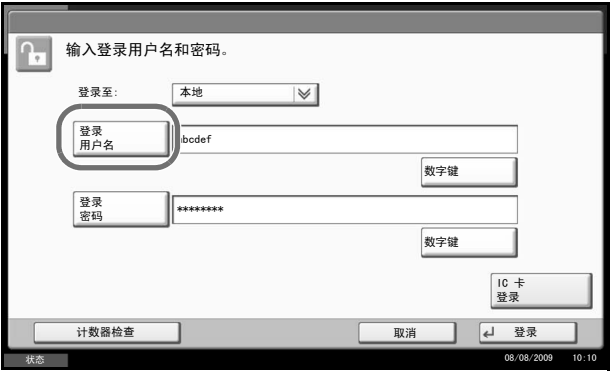 输入登录用户名和密码。
登录至:
本地
登录
用户名
bcdef
数字键
登录
密码
********
数字键
IC 卡
登录
计数器检查
取消
登录
状态
08/08/2009
10:10